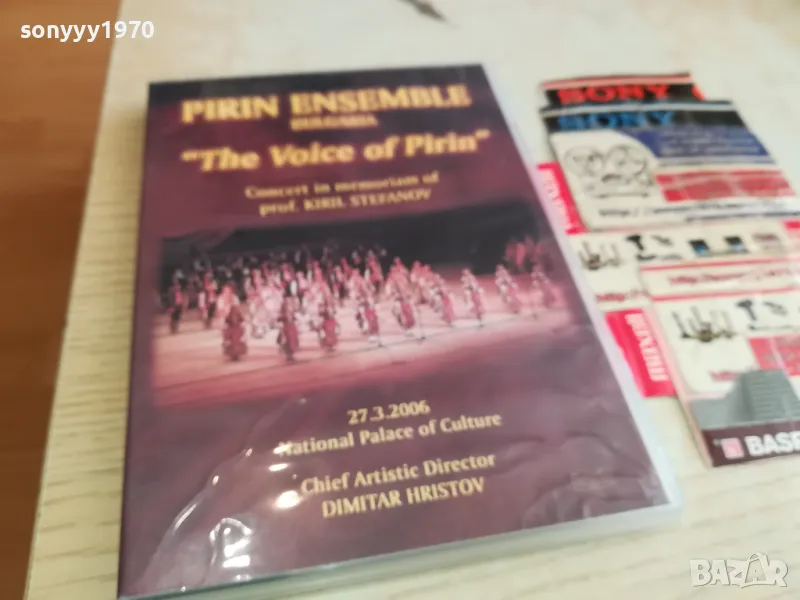 sonyyy1970
PIRIN ENSEMBLE
BULGARIA
"The Voice of Pirin"
Concert in memoriam of
prof. KIRIL STEFANOV
27.3.2006
National Palace of Culture
Chief Artistic Director
DIMITAR HRISTOV
SONY
SONY
BASF
BAZAR